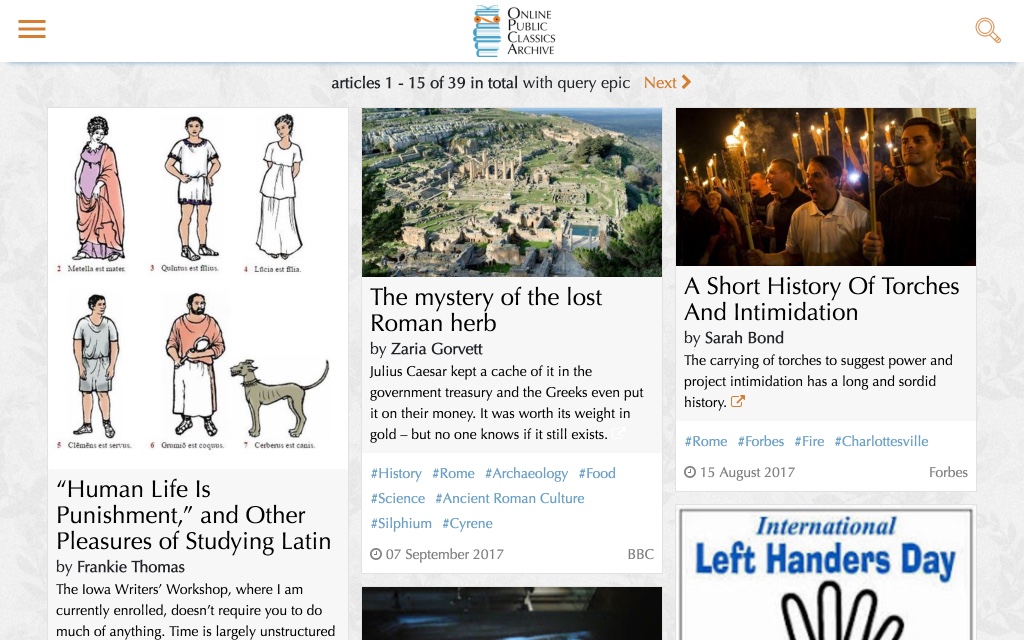 ONLINE
PUBLIC
CLASSICS
ARCHIVE
articles 1 - 15 of 39 in total with query epic Next
2 Metella est mater.
3 Quīntus est fīlius.
4 Lūcia est fīlia.
5 Clēmēns est servus.
6 Grumiō est coquus.
7 Cerberus est canis.
“Human Life Is
Punishment,” and Other
Pleasures of Studying Latin
by Frankie Thomas
The Iowa Writers’ Workshop, where I am
currently enrolled, doesn’t require you to do
much of anything. Time is largely unstructured
The mystery of the lost
Roman herb
by Zaria Gorvett
Julius Caesar kept a cache of it in the
government treasury and the Greeks even put
it on their money. It was worth its weight in
gold – but no one knows if it still exists.
#History #Rome #Archaeology #Food
#Science #Ancient Roman Culture
#Silphium #Cyrene
07 September 2017 BBC
A Short History Of Torches
And Intimidation
by Sarah Bond
The carrying of torches to suggest power and
project intimidation has a long and sordid
history.
#Rome #Forbes #Fire #Charlottesville
15 August 2017 Forbes
International
Left Handers Day